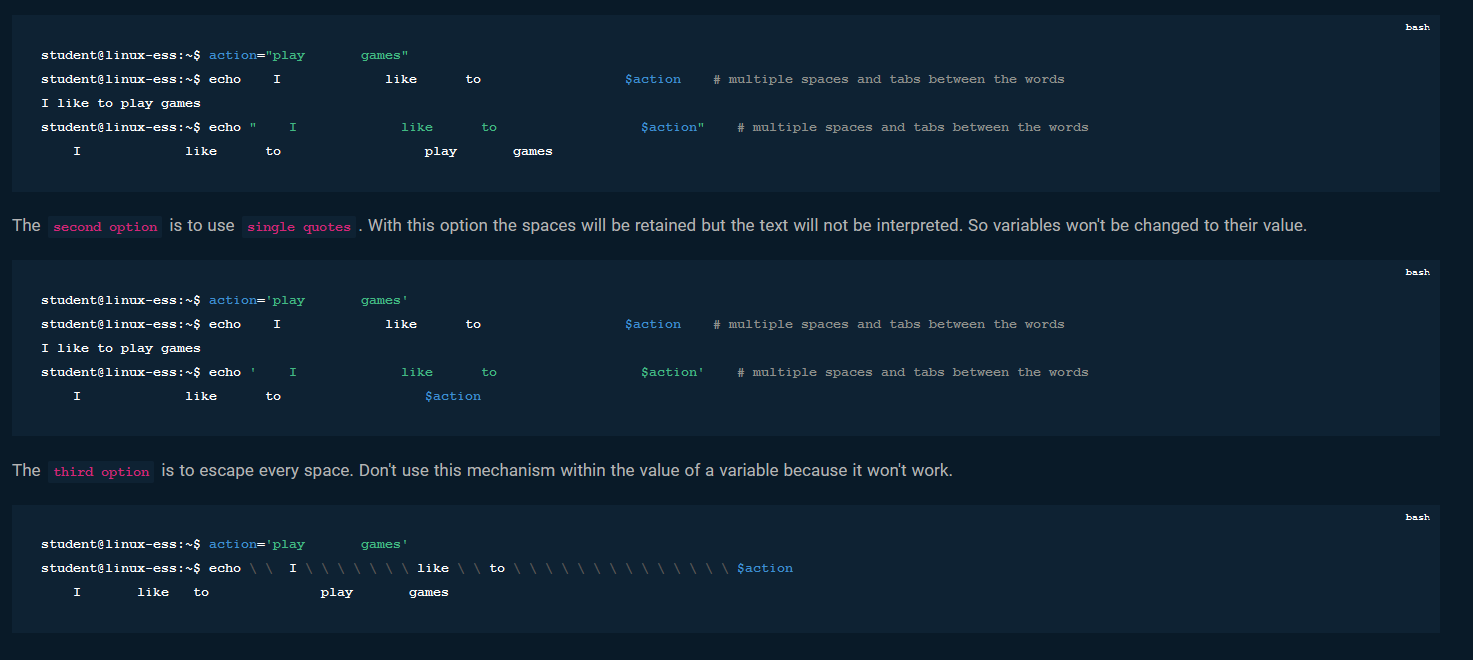 bash
student@linux-ess:~$ action="play       games"
student@linux-ess:~$ echo    I             like      to                  $action    # multiple spaces and tabs between the words
I like to play games
student@linux-ess:~$ echo "    I             like      to                  $action"    # multiple spaces and tabs between the words
    I             like      to                  play       games
The second option is to use single quotes . With this option the spaces will be retained but the text will not be interpreted. So variables won't be changed to their value.
bash
student@linux-ess:~$ action='play       games'
student@linux-ess:~$ echo    I             like      to                  $action    # multiple spaces and tabs between the words
I like to play games
student@linux-ess:~$ echo '    I             like      to                  $action'    # multiple spaces and tabs between the words
    I             like      to                  $action
The third option is to escape every space. Don't use this mechanism within the value of a variable because it won't work.
bash
student@linux-ess:~$ action='play       games'
student@linux-ess:~$ echo \ \  I \ \ \ \ \ \ \ like \ \ to \ \ \ \ \ \ \ \ \ \ \ \ \ \ $action
    I       like   to              play       games